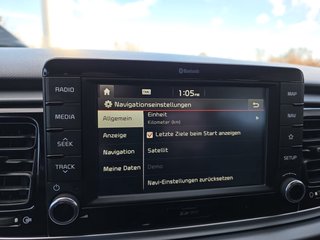 Bluetooth
RADIO
MEDIA
SEEK
TRACK
MAP
NAV
SETUP
1:05 PM
Navigationseinstellungen
Allgemein
Anzeige
Navigation
Meine Daten
Einheit
Kilometer (km)
Letzte Ziele beim Start anzeigen
Satellit
Demo
Navi-Einstellungen zurücksetzen